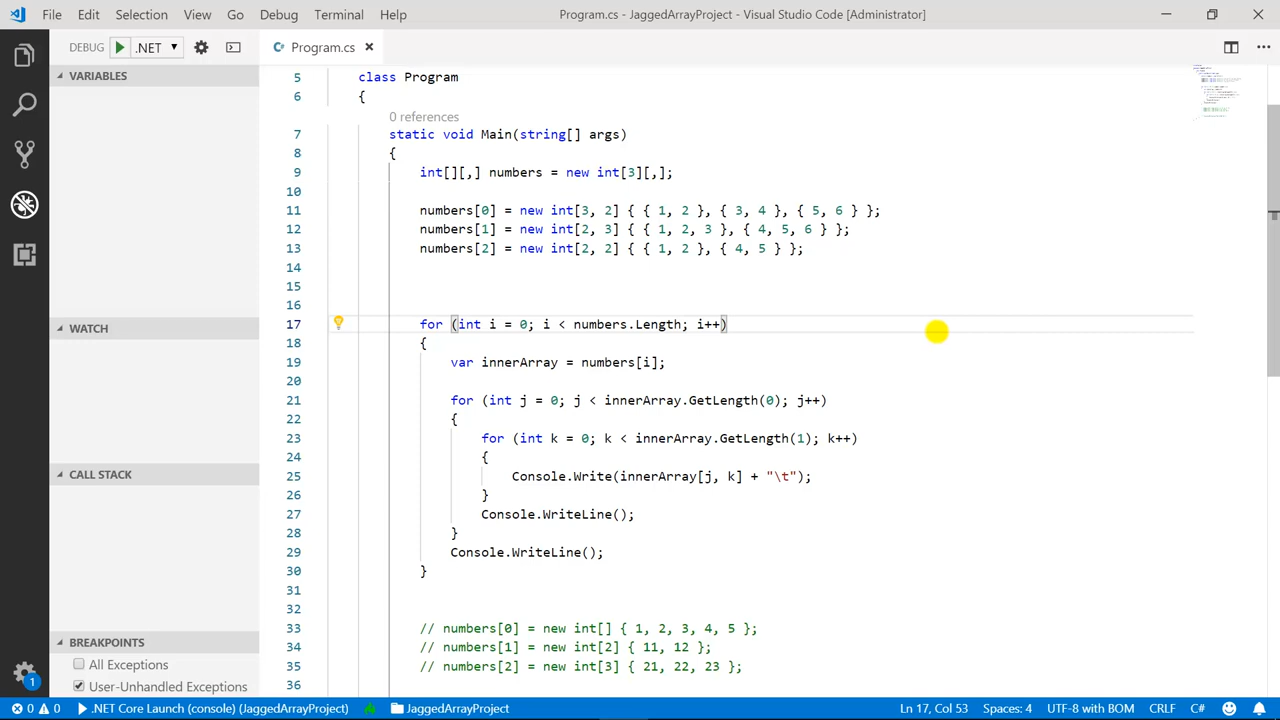 File Edit Selection View Go Debug Terminal Help Program.cs - JaggedArrayProject - Visual Studio Code [Administrator]
DEBUG .NET Program.cs
VARIABLES
WATCH
CALL STACK
BREAKPOINTS
All Exceptions
User-Unhandled Exceptions
5 class Program
6 {
0 references
7 static void Main(string[] args)
8 {
9 int[][,] numbers = new int[3][,];
10
11 numbers[0] = new int[3, 2] { { 1, 2 }, { 3, 4 }, { 5, 6 } };
12 numbers[1] = new int[2, 3] { { 1, 2, 3 }, { 4, 5, 6 } };
13 numbers[2] = new int[2, 2] { { 1, 2 }, { 4, 5 } };
14
15
16
17 for (int i = 0; i < numbers.Length; i++)
18 {
19 var innerArray = numbers[i];
20
21 for (int j = 0; j < innerArray.GetLength(0); j++)
22 {
23 for (int k = 0; k < innerArray.GetLength(1); k++)
24 {
25 Console.Write(innerArray[j, k] + "\t");
26 }
27 Console.WriteLine();
28 }
29 Console.WriteLine();
30 }
31
32
33 // numbers[0] = new int[] { 1, 2, 3, 4, 5 };
34 // numbers[1] = new int[2] { 11, 12 };
35 // numbers[2] = new int[3] { 21, 22, 23 };
36
1
0 0 .NET Core Launch (console) (JaggedArrayProject) JaggedArrayProject Ln 17, Col 53 Spaces: 4 UTF-8 with BOM CRLF C#